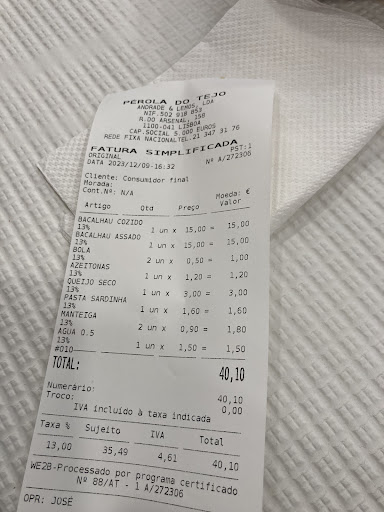 PEROLA DO TEJO
ANDRADE & LEMOS, LDA
NIF.502 918 853
R.DO ARSENAL, 158
1100-041 LISBOA
CAP.SOCIAL 5.000 EUROS
REDE FIXA NACIONALTEL.21 347 31 76
FATURA SIMPLIFICADA
ORIGINAL PST:1
DATA 2023/12/09-16:32 Nº A/272306
Cliente: Consumidor final
Morada:
Cont.Nº: N/A
Moeda: €
Artigo Qtd Preço Valor
BACALHAU COZIDO
13% 1 un x 15,00 = 15,00
BACALHAU ASSADO
13% 1 un x 15,00 = 15,00
BOLA
13% 2 un x 0,50 = 1,00
AZEITONAS
13% 1 un x 1,20 = 1,20
QUEIJO SECO
13% 1 un x 3,00 = 3,00
PASTA SARDINHA
13% 1 un x 1,60 = 1,60
MANTEIGA
13% 2 un x 0,90 = 1,80
AGUA 0.5
13% 1 un x 1,50 = 1,50
#010
TOTAL: 40,10
Numerário: 40,10
Troco: 0,00
IVA incluído à taxa indicada
Taxa % Sujeito IVA Total
13,00 35,49 4,61 40,10
WE2B-Processado por programa certificado
Nº 88/AT - 1 A/272306
OPR: JOSÉ